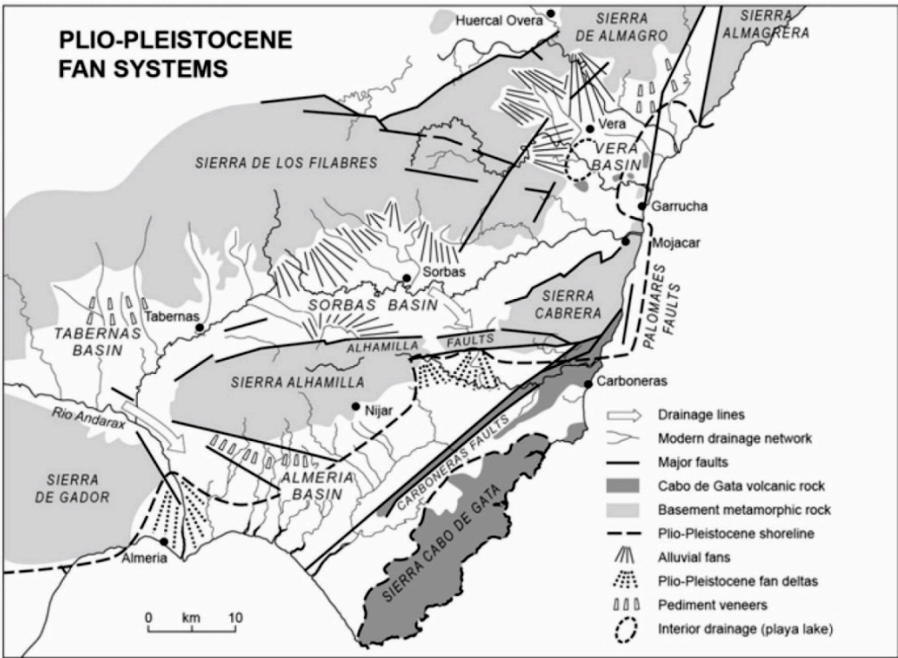 PLIO-PLEISTOCENE
FAN SYSTEMS
Huercal Overa
SIERRA
DE ALMAGRO
SIERRA
ALMAGRERA
Vera
VERA
BASIN
SIERRA DE LOS FILABRES
Garrucha
Mojacar
Sorbas
SORBAS BASIN
SIERRA
CABRERA
PALOMARES
FAULTS
Tabernas
TABERNAS
BASIN
ALHAMILLA FAULTS
SIERRA ALHAMILLA
Carboneras
Nijar
Rio Andarax
CARBONERAS FAULTS
ALMERIA
BASIN
SIERRA
DE GADOR
SIERRA CABO DE GATA
Almeria
0 km 10
Drainage lines
Modern drainage network
Major faults
Cabo de Gata volcanic rock
Basement metamorphic rock
Plio-Pleistocene shoreline
Alluvial fans
Plio-Pleistocene fan deltas
Pediment veneers
Interior drainage (playa lake)